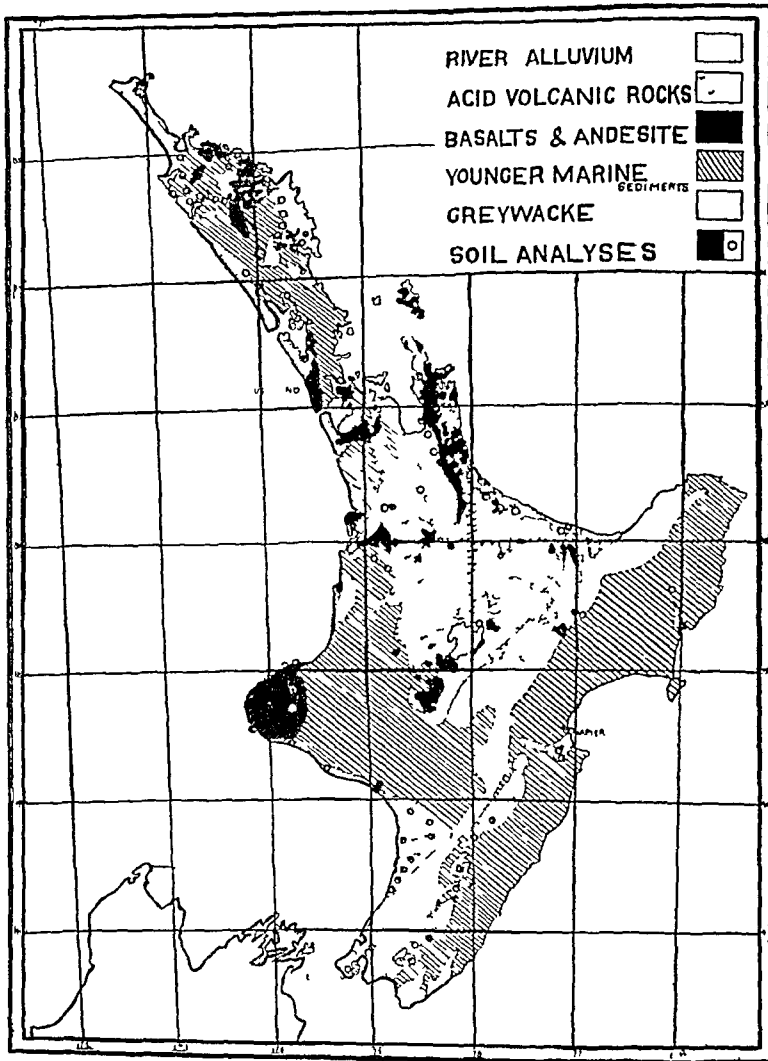 RIVER ALLUVIUM
ACID VOLCANIC ROCKS
BASALTS & ANDESITE
YOUNGER MARINE
SEDIMENTS
GREYWACKE
SOIL ANALYSES
NAPIER